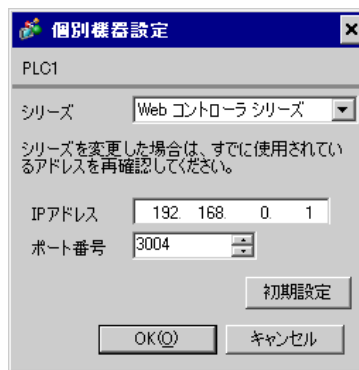 個別機器設定
PLC1
シリーズ Web コントローラ シリーズ
シリーズを変更した場合は、すでに使用されてい
るアドレスを再確認してください。
IPアドレス 192. 168. 0. 1
ポート番号 3004
初期設定
OK(O) キャンセル